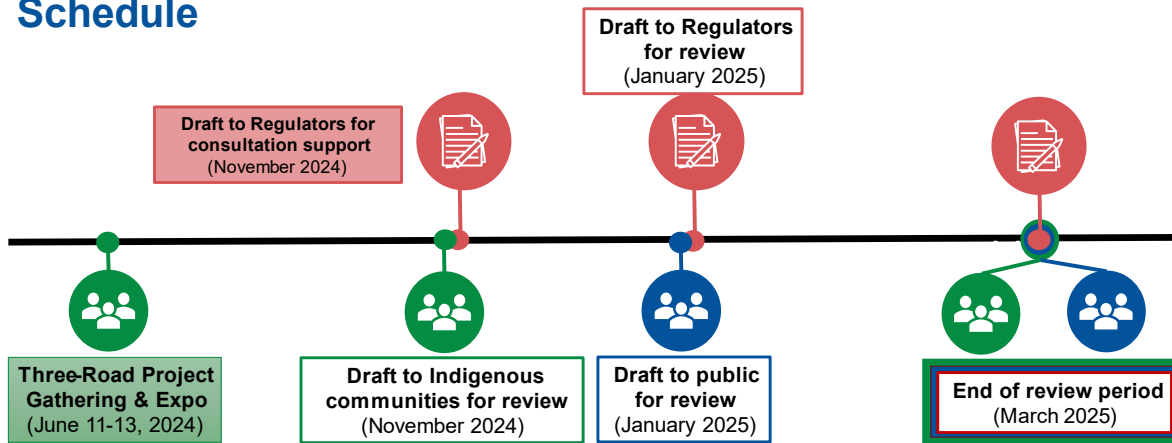 Schedule
Draft to Regulators
for review
(January 2025)
Draft to Regulators for
consultation support
(November 2024)
Three-Road Project
Gathering & Expo
(June 11-13, 2024)
Draft to Indigenous
communities for review
(November 2024)
Draft to public
for review
(January 2025)
End of review period
(March 2025)